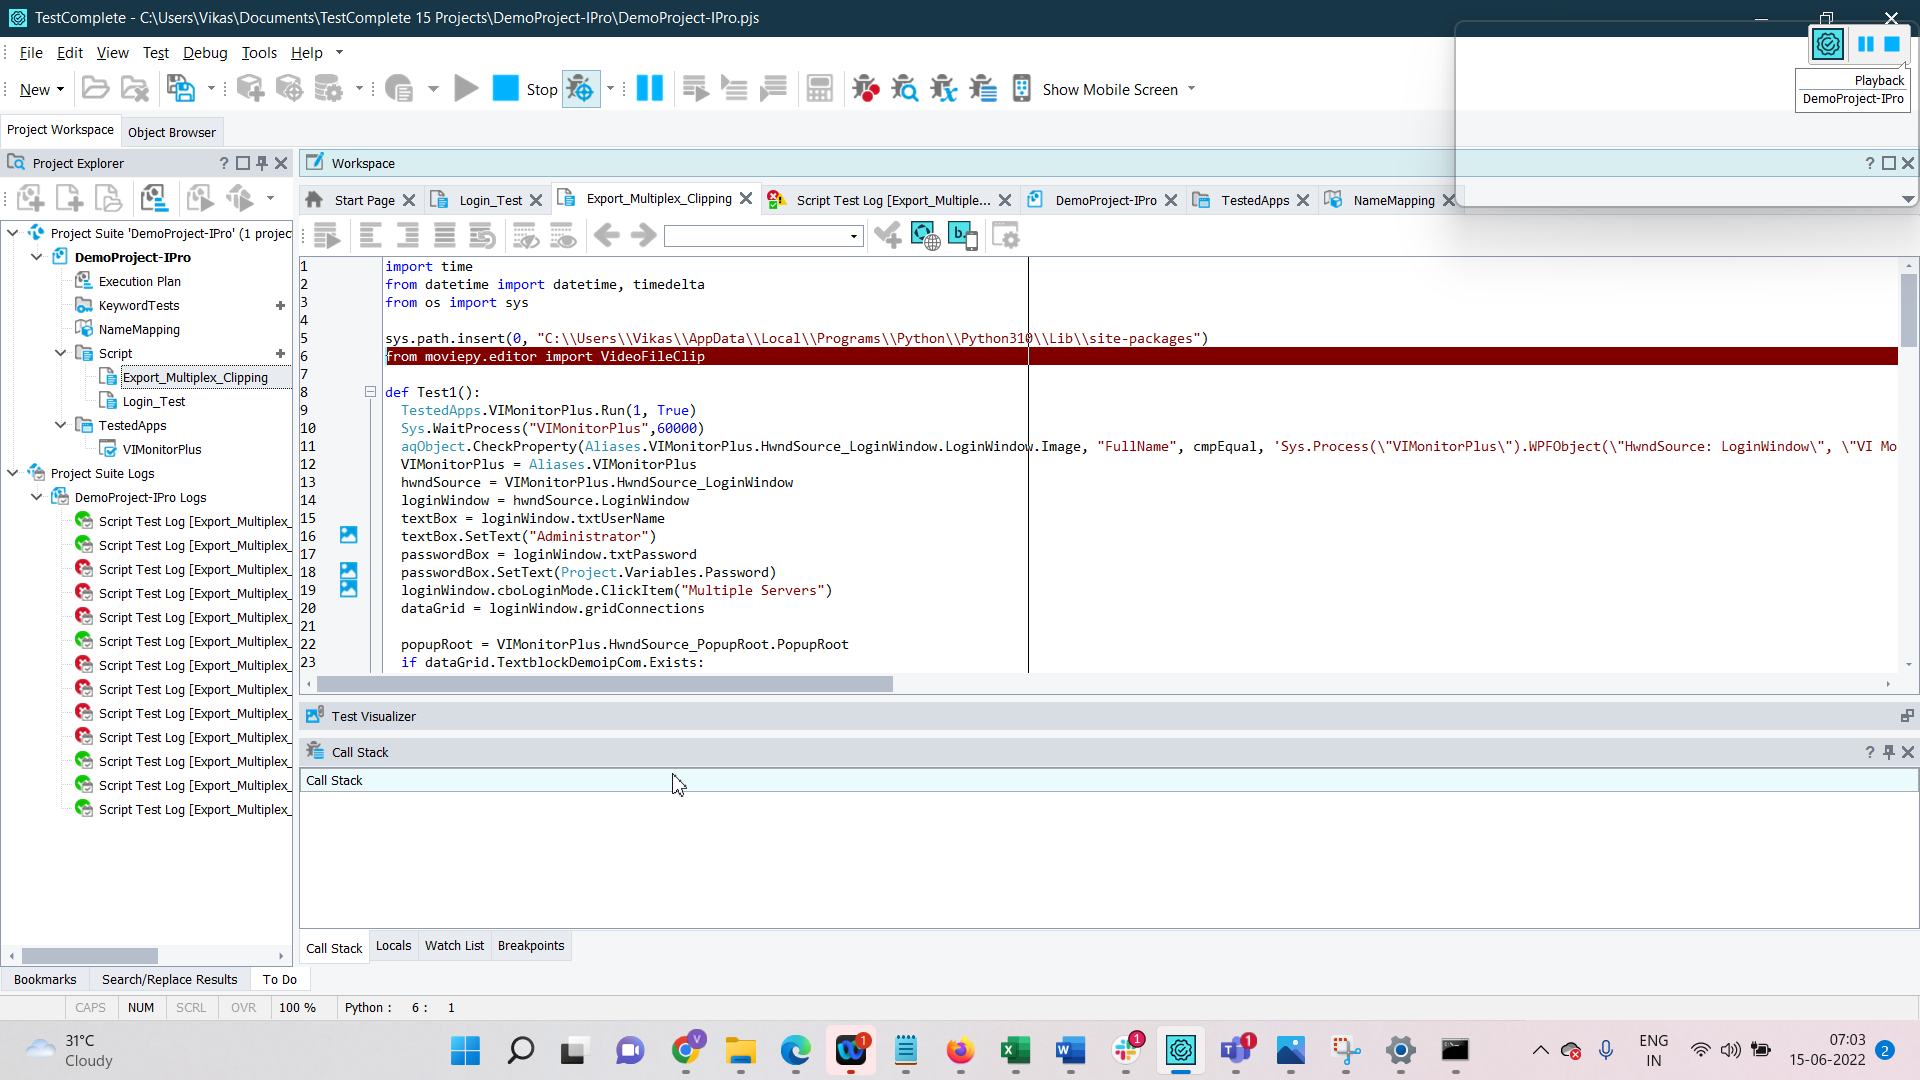 TestComplete - C:\Users\Vikas\Documents\TestComplete 15 Projects\DemoProject-IPro\DemoProject-IPro.pjs
File Edit View Test Debug Tools Help
New Stop Show Mobile Screen
Playback
DemoProject-IPro
Project Workspace Object Browser
Project Explorer ?
Workspace ?
Start Page Login_Test Export_Multiplex_Clipping Script Test Log [Export_Multiple... DemoProject-IPro TestedApps NameMapping
Project Suite 'DemoProject-IPro' (1 projec
DemoProject-IPro
Execution Plan
KeywordTests
NameMapping
Script
Export_Multiplex_Clipping
Login_Test
TestedApps
VIMonitorPlus
Project Suite Logs
DemoProject-IPro Logs
Script Test Log [Export_Multiplex_
Script Test Log [Export_Multiplex_
Script Test Log [Export_Multiplex_
Script Test Log [Export_Multiplex_
Script Test Log [Export_Multiplex_
Script Test Log [Export_Multiplex_
Script Test Log [Export_Multiplex_
Script Test Log [Export_Multiplex_
Script Test Log [Export_Multiplex_
Script Test Log [Export_Multiplex_
Script Test Log [Export_Multiplex_
Script Test Log [Export_Multiplex_
Script Test Log [Export_Multiplex_
b.
1 import time
2 from datetime import datetime, timedelta
3 from os import sys
4
5 sys.path.insert(0, "C:\\Users\\Vikas\\AppData\\Local\\Programs\\Python\\Python310\\Lib\\site-packages")
6 from moviepy.editor import VideoFileClip
7
8 def Test1():
9 TestedApps.VIMonitorPlus.Run(1, True)
10 Sys.WaitProcess("VIMonitorPlus",60000)
11 aqObject.CheckProperty(Aliases.VIMonitorPlus.HwndSource_LoginWindow.LoginWindow.Image, "FullName", cmpEqual, 'Sys.Process(\"VIMonitorPlus\").WPFObject(\"HwndSource: LoginWindow\", \"VI Mo
12 VIMonitorPlus = Aliases.VIMonitorPlus
13 hwndSource = VIMonitorPlus.HwndSource_LoginWindow
14 loginWindow = hwndSource.LoginWindow
15 textBox = loginWindow.txtUserName
16 textBox.SetText("Administrator")
17 passwordBox = loginWindow.txtPassword
18 passwordBox.SetText(Project.Variables.Password)
19 loginWindow.cboLoginMode.ClickItem("Multiple Servers")
20 dataGrid = loginWindow.gridConnections
21
22 popupRoot = VIMonitorPlus.HwndSource_PopupRoot.PopupRoot
23 if dataGrid.TextblockDemoipCom.Exists:
Test Visualizer
Call Stack ?
Call Stack
Call Stack Locals Watch List Breakpoints
Bookmarks Search/Replace Results To Do
CAPS NUM SCRL OVR 100 % Python : 6 : 1
31°C
Cloudy
V
1
1
1
ENG
IN
07:03
15-06-2022
2